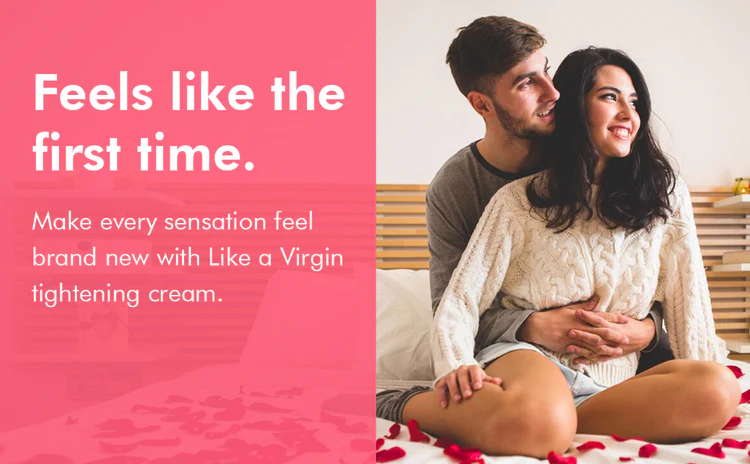 Feels like the
first time.
Make every sensation feel
brand new with Like a Virgin
tightening cream.